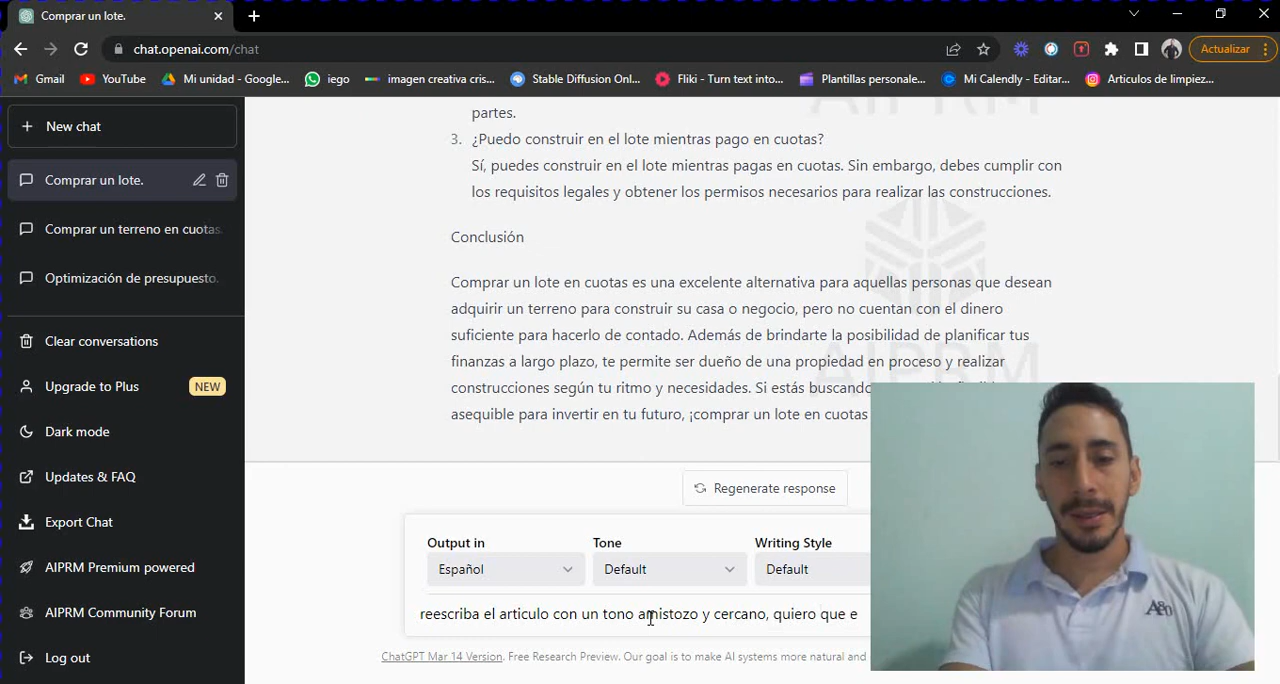 Comprar un lote.
chat.openai.com/chat
Actualizar
Gmail
YouTube
Mi unidad - Google...
iego
imagen creativa cris...
Stable Diffusion Onl...
Fliki - Turn text into...
Plantillas personale...
Mi Calendly - Editar...
Articulos de limpiez...
New chat
Comprar un lote.
Comprar un terreno en cuotas.
Optimización de presupuesto.
Clear conversations
Upgrade to Plus
NEW
Dark mode
Updates & FAQ
Export Chat
AIPRM Premium powered
AIPRM Community Forum
Log out
partes.
3. ¿Puedo construir en el lote mientras pago en cuotas?
Sí, puedes construir en el lote mientras pagas en cuotas. Sin embargo, debes cumplir con
los requisitos legales y obtener los permisos necesarios para realizar las construcciones.
Conclusión
Comprar un lote en cuotas es una excelente alternativa para aquellas personas que desean
adquirir un terreno para construir su casa o negocio, pero no cuentan con el dinero
suficiente para hacerlo de contado. Además de brindarte la posibilidad de planificar tus
finanzas a largo plazo, te permite ser dueño de una propiedad en proceso y realizar
construcciones según tu ritmo y necesidades. Si estás buscando
asequible para invertir en tu futuro, ¡comprar un lote en cuotas
AIPRM
AIPRM
Regenerate response
Output in
Tone
Writing Style
Español
Default
Default
reescriba el articulo con un tono amistozo y cercano, quiero que e
ChatGPT Mar 14 Version. Free Research Preview. Our goal is to make AI systems more natural and